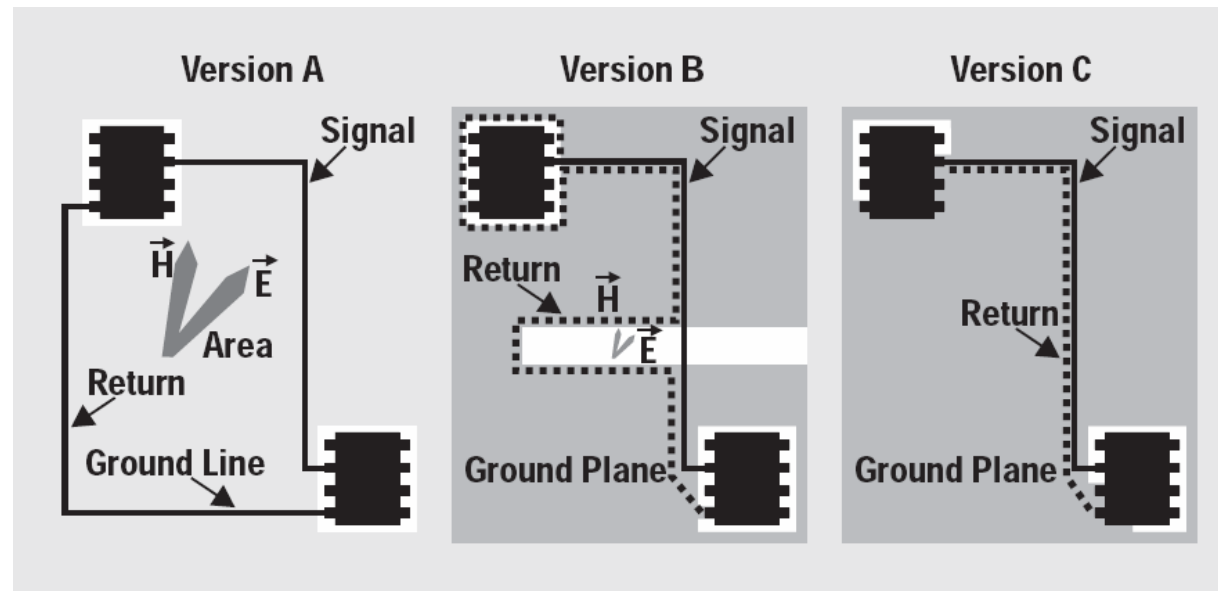 Version A
Signal
H
E
Area
Return
Ground Line
Version B
Signal
Return
H
E
Ground Plane
Version C
Signal
Return
Ground Plane